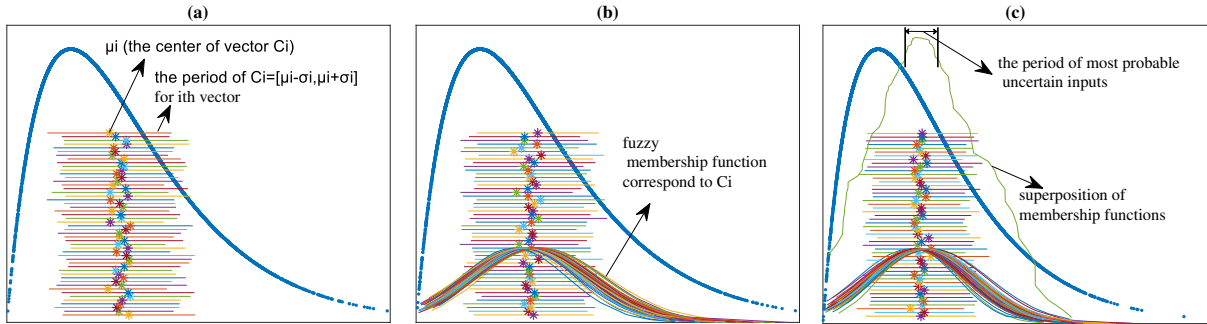 (a)
µi (the center of vector Ci)
the period of Ci=[µi-σi,µi+σi]
for ith vector
(b)
fuzzy
membership function
correspond to Ci
(c)
the period of most probable
uncertain inputs
superposition of
membership functions